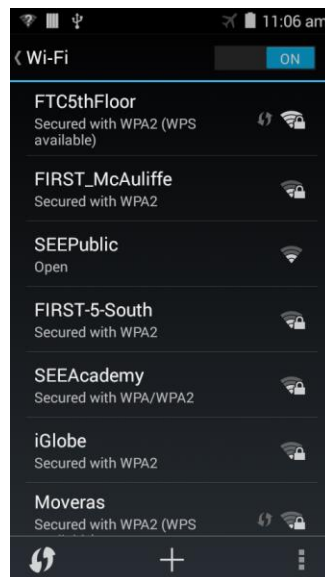 11:06 am
Wi-Fi
ON
FTC5thFloor
Secured with WPA2 (WPS
available)
FIRST_McAuliffe
Secured with WPA2
SEEPublic
Open
FIRST-5-South
Secured with WPA2
SEEAcademy
Secured with WPA/WPA2
iGlobe
Secured with WPA2
Moveras
Secured with WPA2 (WPS